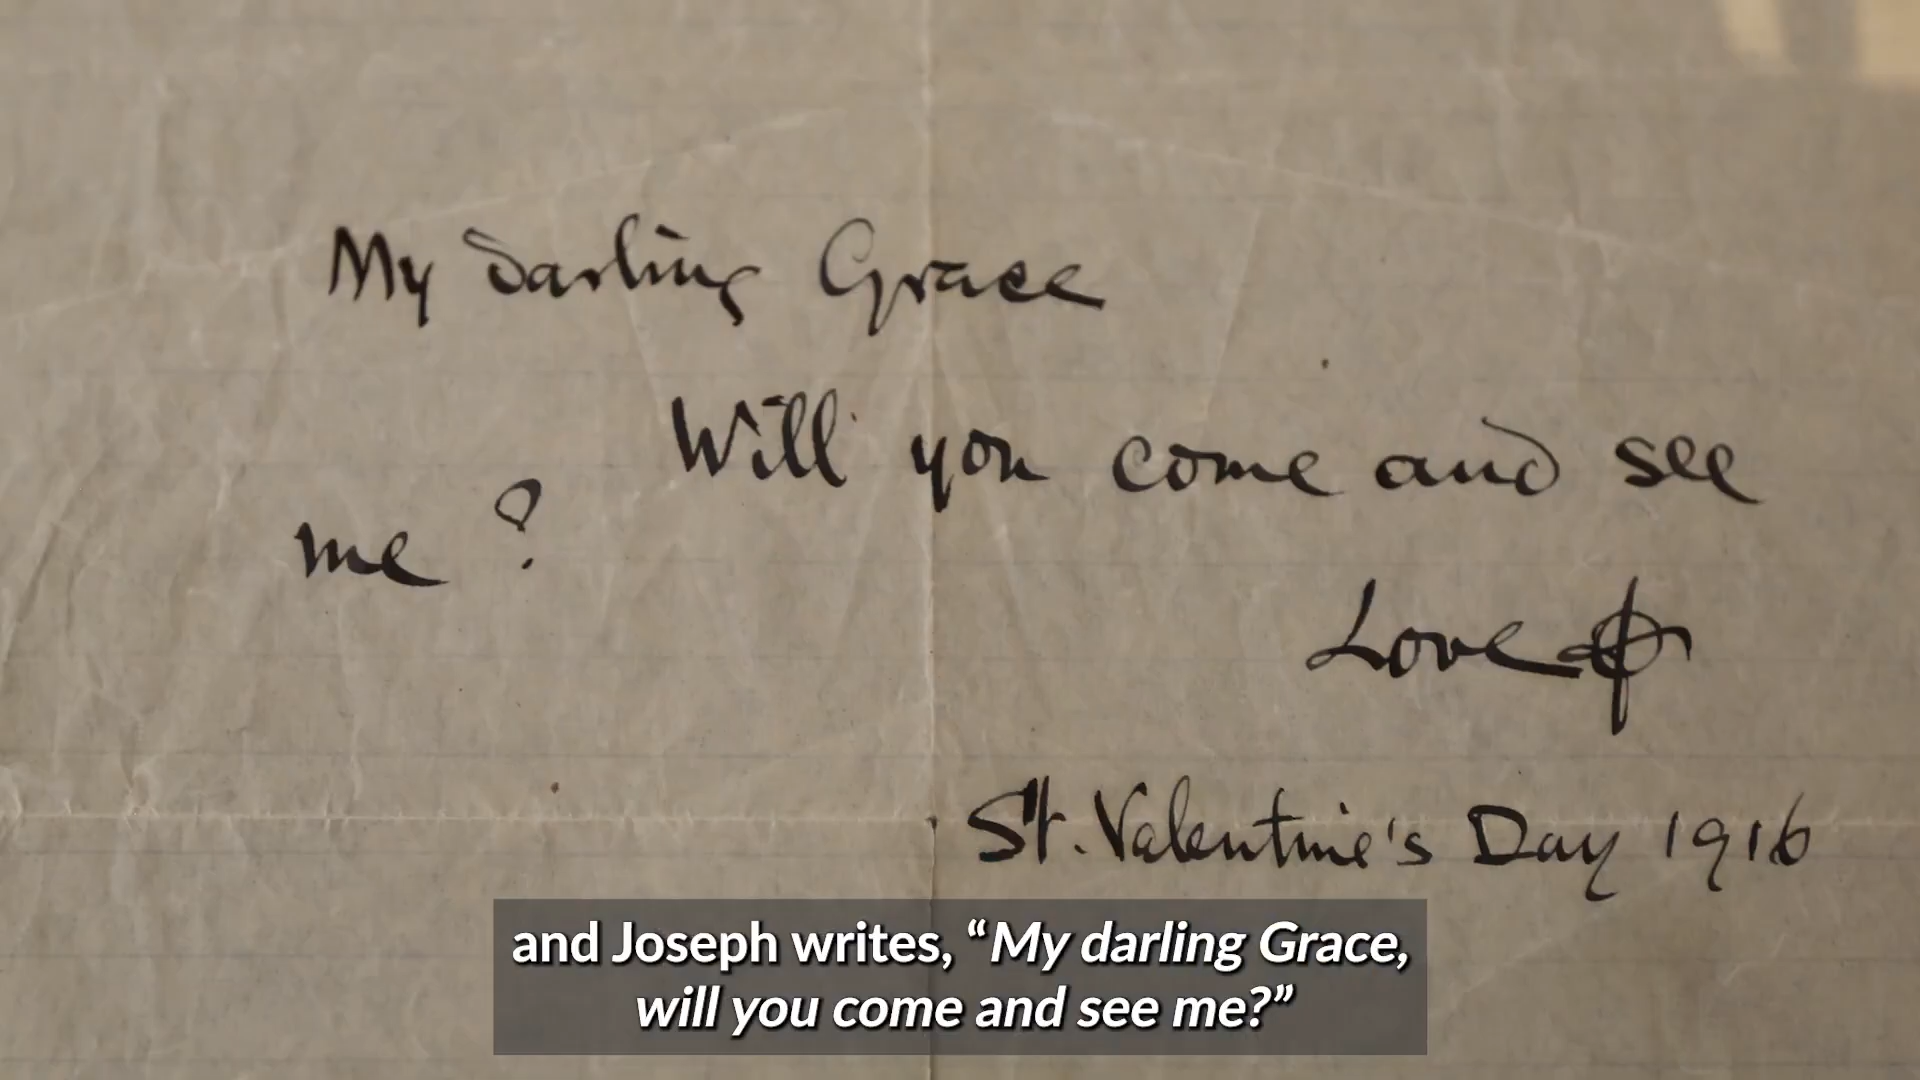 My darling Grace
Will you come and see
me?
Love
St. Valentine's Day 1916
and Joseph writes, “My darling Grace,
will you come and see me?”